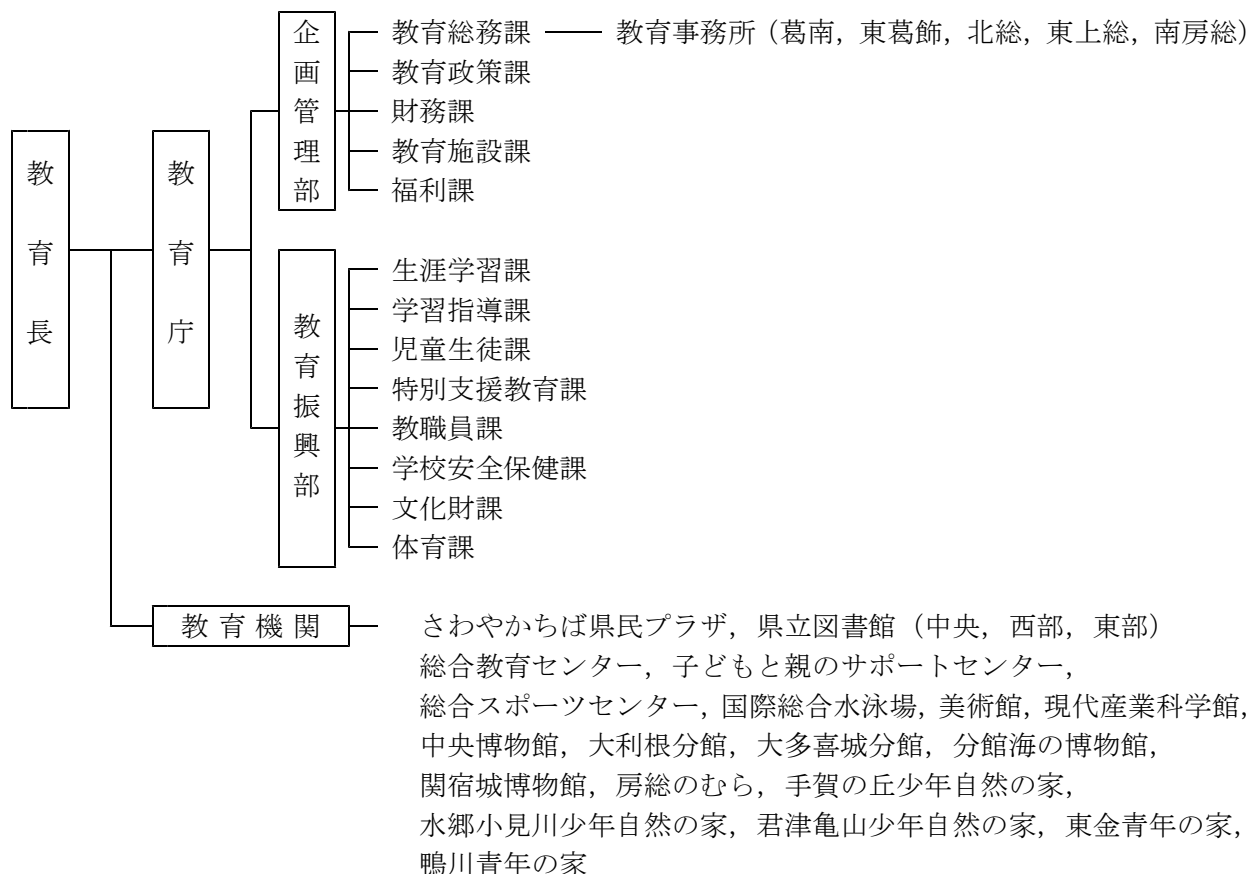 教育長
教育庁
企画管理部
教育総務課 教育事務所（葛南，東葛飾，北総，東上総，南房総）
教育政策課
財務課
教育施設課
福利課
教育振興部
生涯学習課
学習指導課
児童生徒課
特別支援教育課
教職員課
学校安全保健課
文化財課
体育課
教育機関
さわやかちば県民プラザ，県立図書館（中央，西部，東部）
総合教育センター，子どもと親のサポートセンター，
総合スポーツセンター，国際総合水泳場，美術館，現代産業科学館，
中央博物館，大利根分館，大多喜城分館，分館海の博物館，
関宿城博物館，房総のむら，手賀の丘少年自然の家，
水郷小見川少年自然の家，君津亀山少年自然の家，東金青年の家，
鴨川青年の家